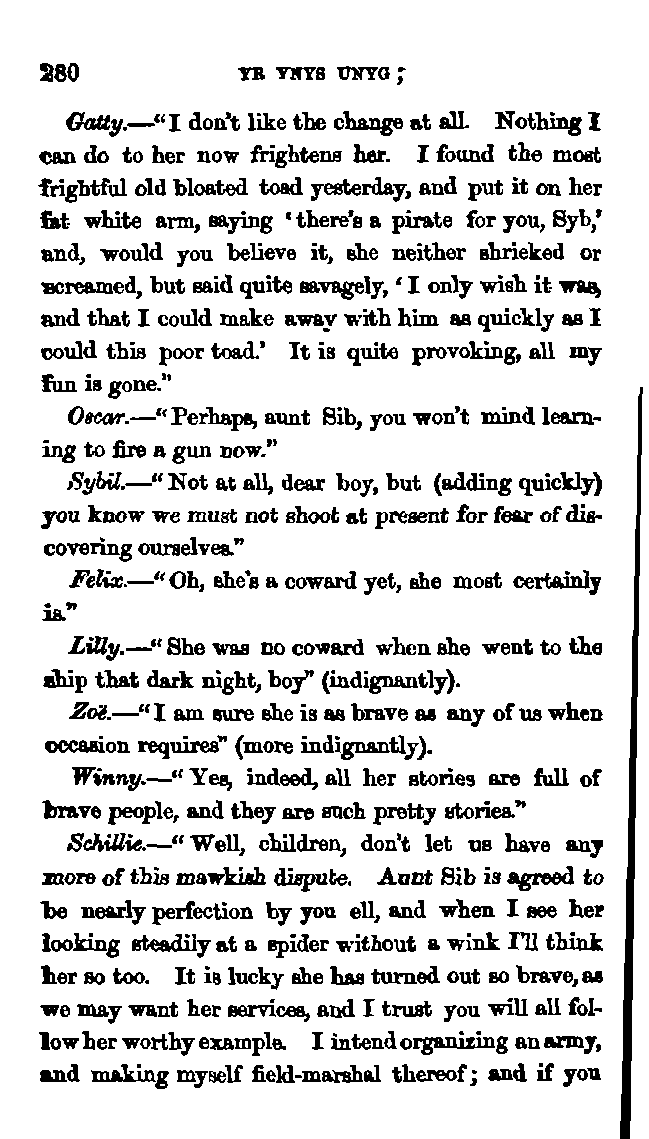 280 YR YNYS UNYG;
Gatty.—"I don't like the change at all. Nothing I
can do to her now frightens her. I found the most
frightful old bloated toad yesterday, and put it on her
fat white arm, saying 'there's a pirate for you, Syb,'
and, would you believe it, she neither shrieked or
screamed, but said quite savagely, 'I only wish it was,
and that I could make away with him as quickly as I
could this poor toad.' It is quite provoking, all my
fun is gone."
Oscar.—"Perhaps, aunt Sib, you won't mind learn-
ing to fire a gun now."
Sybil.—"Not at all, dear boy, but (adding quickly)
you know we must not shoot at present for fear of dis-
covering ourselves."
Felix.—"Oh, she's a coward yet, she most certainly
is."
Lilly.—"She was no coward when she went to the
ship that dark night, boy" (indignantly).
Zoë.—"I am sure she is as brave as any of us when
occasion requires" (more indignantly).
Winny.—"Yes, indeed, all her stories are full of
brave people, and they are such pretty stories."
Schillie.—"Well, children, don't let us have any
more of this mawkish dispute. Aunt Sib is agreed to
be nearly perfection by you ell, and when I see her
looking steadily at a spider without a wink I'll think
her so too. It is lucky she has turned out so brave, as
we may want her services, and I trust you will all fol-
low her worthy example. I intend organizing an army,
and making myself field-marshal thereof; and if you